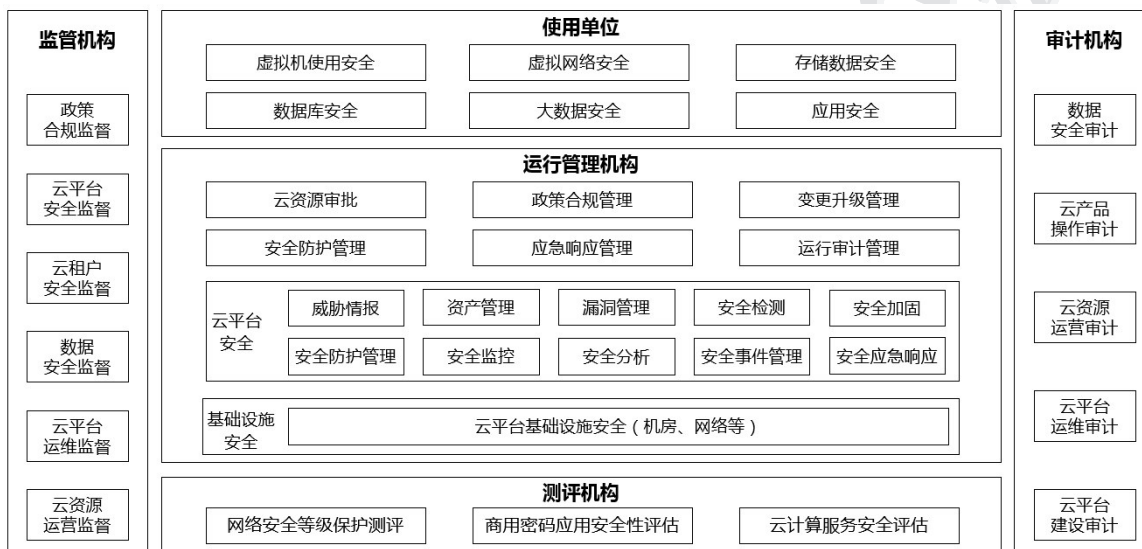 监管机构
政策
合规监督
云平台
安全监督
云租户
安全监督
数据
安全监督
云平台
运维监督
云资源
运营监督
使用单位
虚拟机使用安全
虚拟网络安全
存储数据安全
数据库安全
大数据安全
应用安全
运行管理机构
云资源审批
政策合规管理
变更升级管理
安全防护管理
应急响应管理
运行审计管理
云平台
安全
威胁情报
资产管理
漏洞管理
安全检测
安全加固
安全防护管理
安全监控
安全分析
安全事件管理
安全应急响应
基础设施
安全
云平台基础设施安全（机房、网络等）
测评机构
网络安全等级保护测评
商用密码应用安全性评估
云计算服务安全评估
审计机构
数据
安全审计
云产品
操作审计
云资源
运营审计
云平台
运维审计
云平台
建设审计